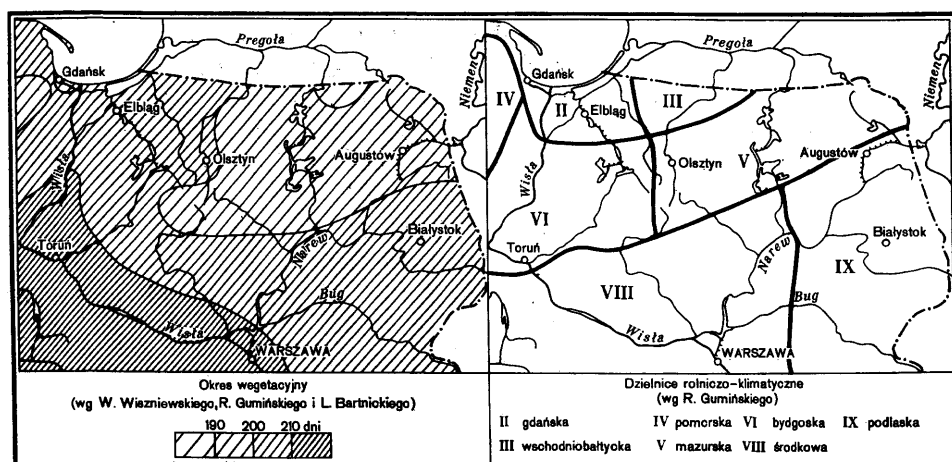 Pregoła
Niemen
Gdańsk
Elbląg
Olsztyn
Augustów
Wisła
Toruń
Narew
Białystok
Bug
Wisła
WARSZAWA
Okres wegetacyjny
(wg W. Wiszniewskiego, R. Gumińskiego i L. Bartnickiego)
190 200 210 dni
Pregoła
Niemen
Gdańsk
IV
II
Elbląg
III
Olsztyn
V
Augustów
Wisła
VI
Toruń
Narew
Białystok
VIII
IX
Bug
Wisła
WARSZAWA
Dzielnice rolniczo-klimatyczne
(wg R. Gumińskiego)
II gdańska IV pomorska VI bydgoska IX podlaska
III wschodniobałtyoka V mazurska VIII środkowa